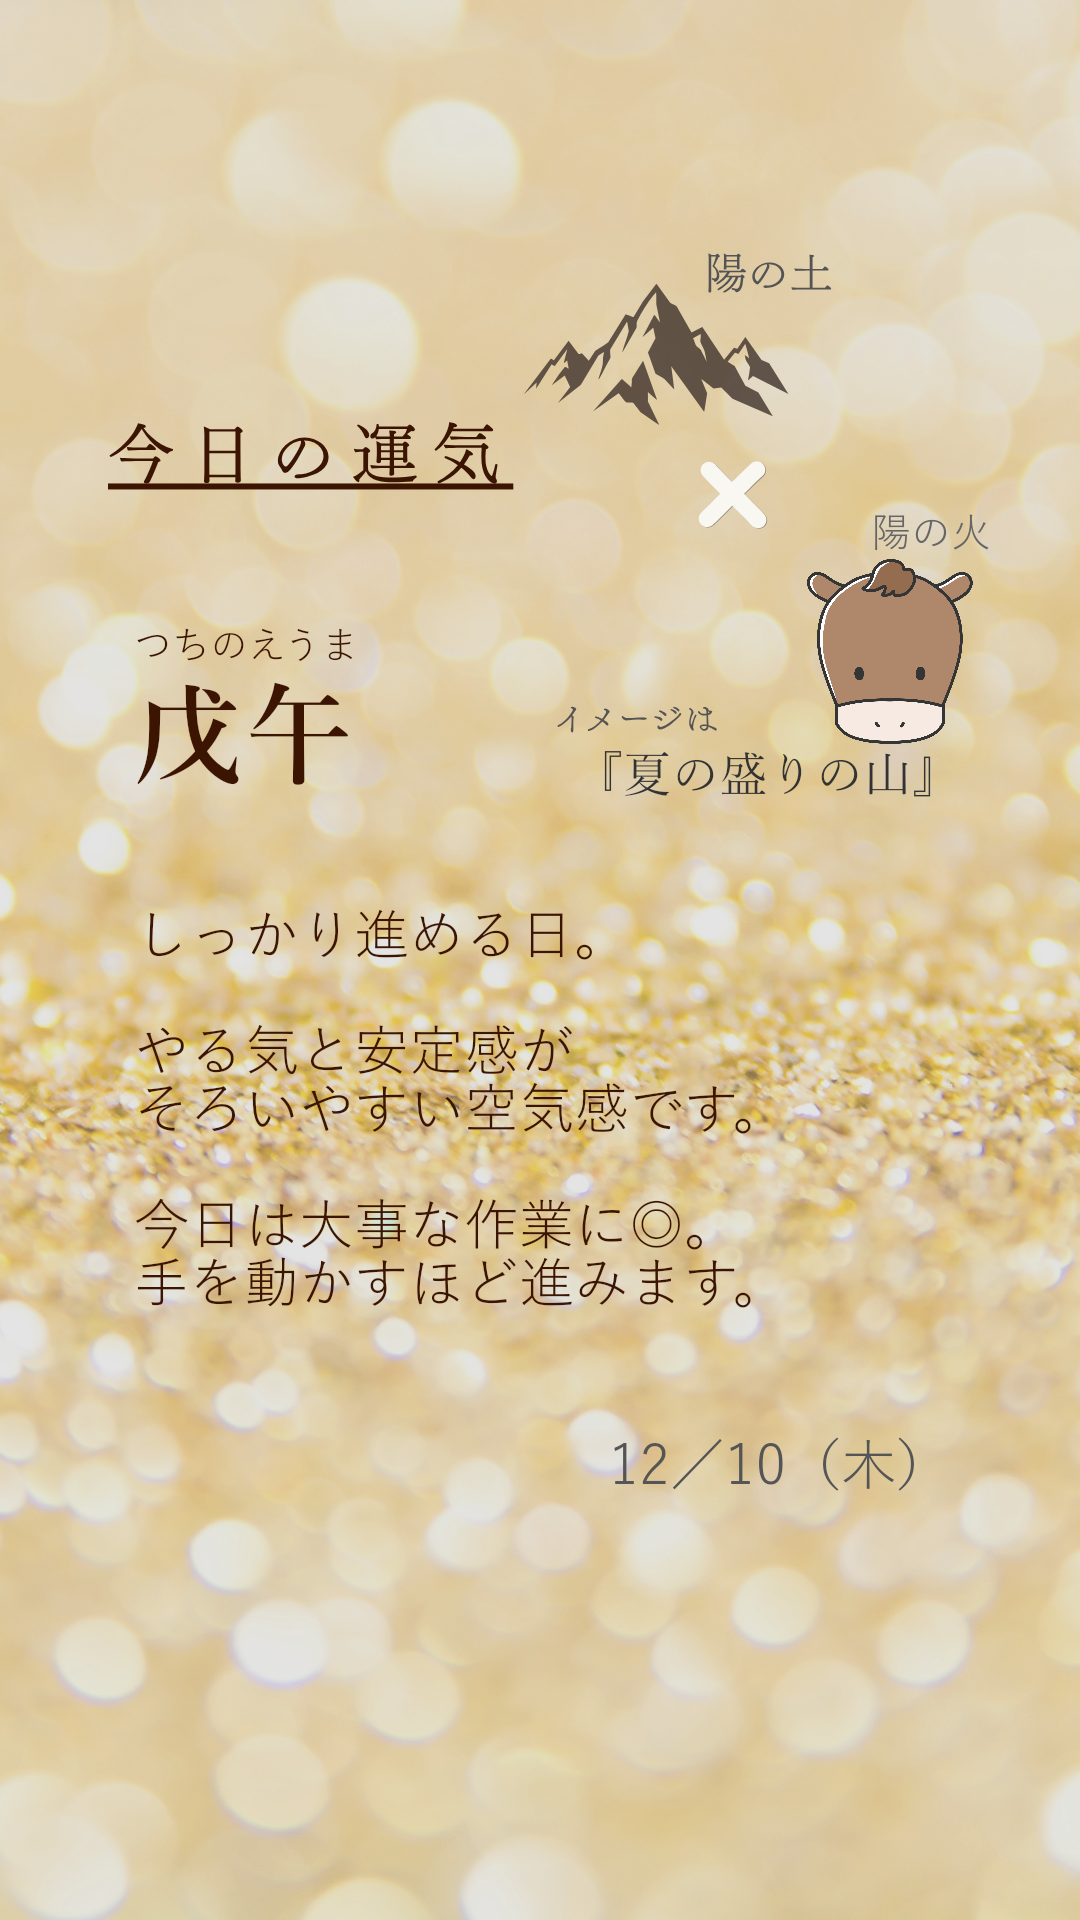 陽の土
今日の運気
陽の火
つちのえうま
戊午
イメージは
『夏の盛りの山』
しっかり進める日。
やる気と安定感が
そろいやすい空気感です。
今日は大事な作業に◎。
手を動かすほど進みます。
12／10（木）